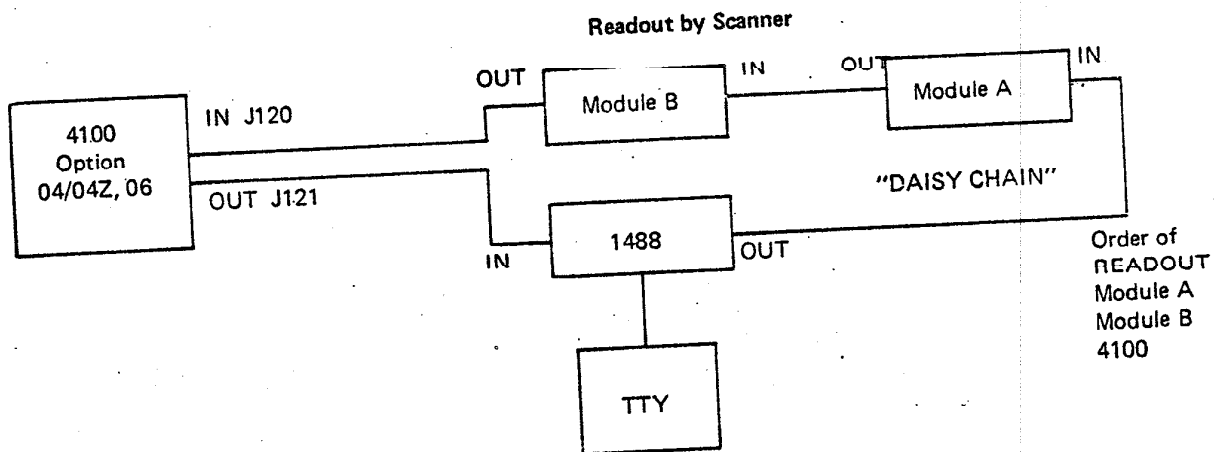 Readout by Scanner
4100
Option
04/04Z, 06
IN J120
OUT J121
OUT
Module B
IN
OUT
Module A
IN
"DAISY CHAIN"
IN
1488
OUT
TTY
Order of
READOUT
Module A
Module B
4100